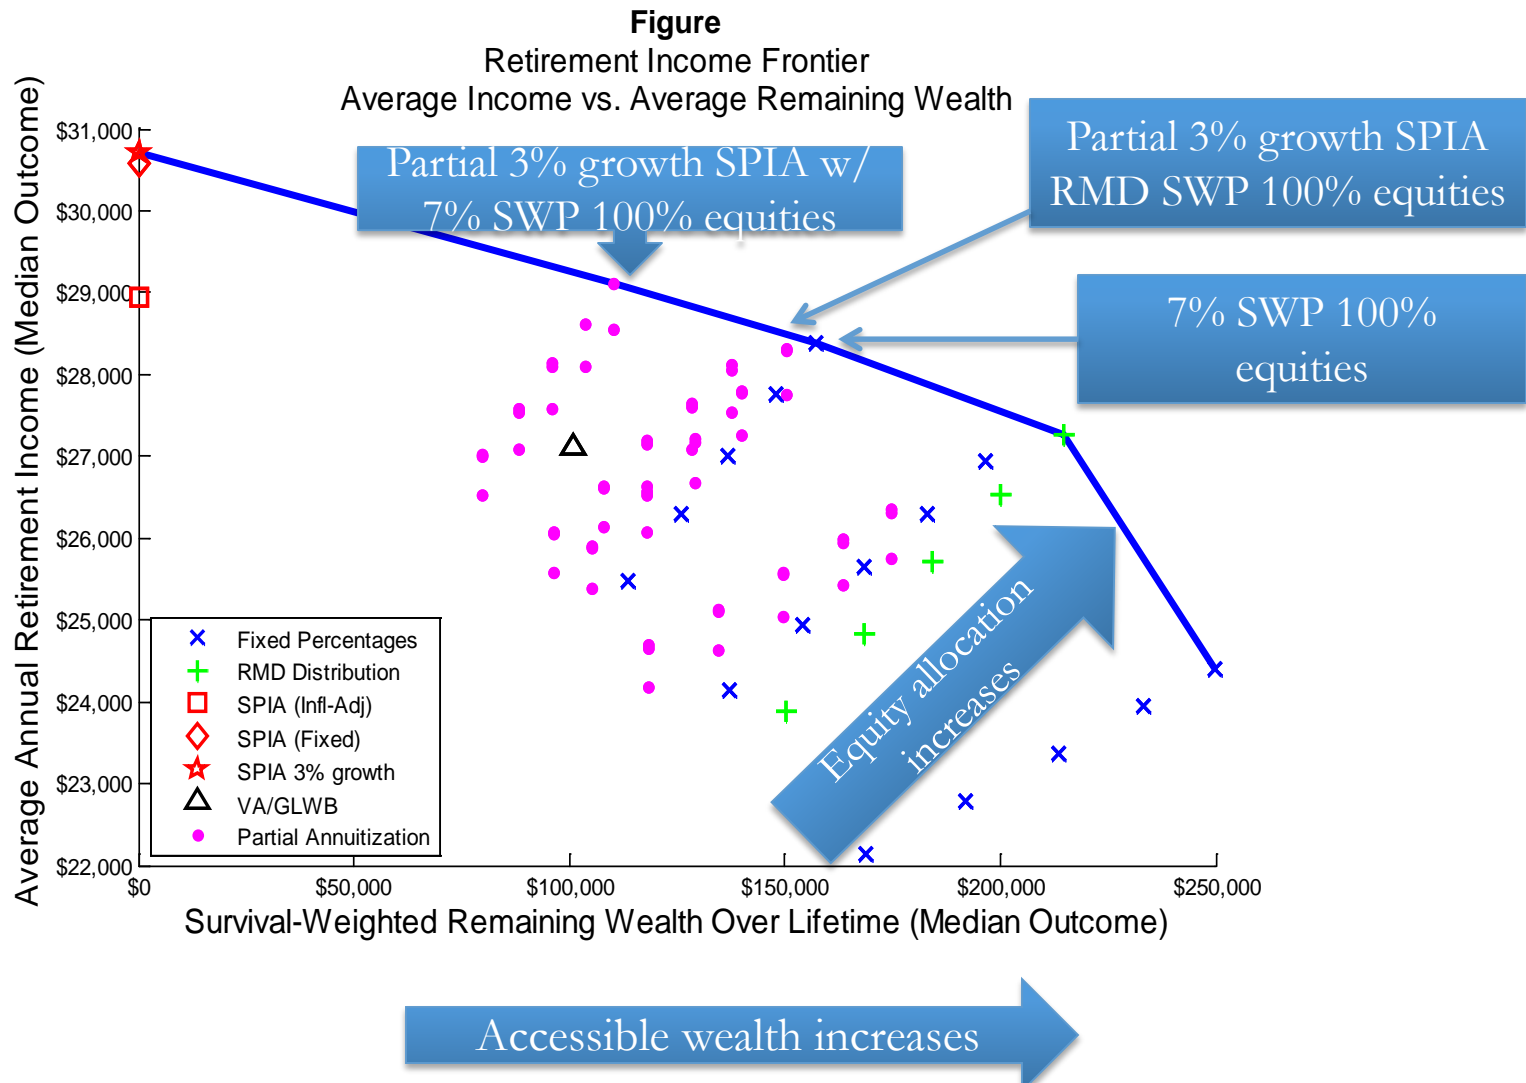 Figure
Retirement Income Frontier
Average Income vs. Average Remaining Wealth
Partial 3% growth SPIA w/
7% SWP 100% equities
Partial 3% growth SPIA
RMD SWP 100% equities
7% SWP 100%
equities
Average Annual Retirement Income (Median Outcome)
$31,000
$30,000
$29,000
$28,000
$27,000
$26,000
$25,000
$24,000
$23,000
$22,000
Fixed Percentages
RMD Distribution
SPIA (Infl-Adj)
SPIA (Fixed)
SPIA 3% growth
VA/GLWB
Partial Annuitization
Equity allocation
increases
$0
$50,000
$100,000
$150,000
$200,000
$250,000
Survival-Weighted Remaining Wealth Over Lifetime (Median Outcome)
Accessible wealth increases